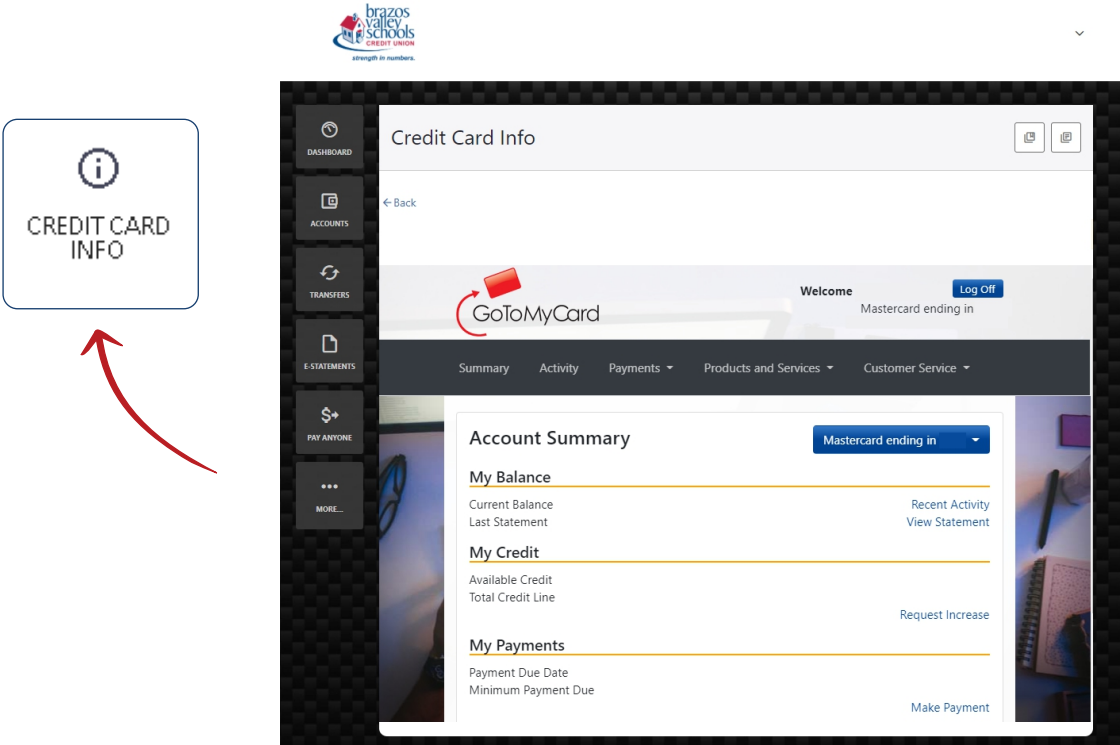 brazos
valley
schools
CREDIT UNION
strength in numbers.
CREDIT CARD
INFO
DASHBOARD
ACCOUNTS
TRANSFERS
E-STATEMENTS
PAY ANYONE
MORE...
Credit Card Info
Back
GoToMyCard
Welcome
Log Off
Mastercard ending in
Summary Activity Payments Products and Services Customer Service
Account Summary
Mastercard ending in
My Balance
Current Balance Recent Activity
Last Statement View Statement
My Credit
Available Credit
Total Credit Line
Request Increase
My Payments
Payment Due Date
Minimum Payment Due
Make Payment